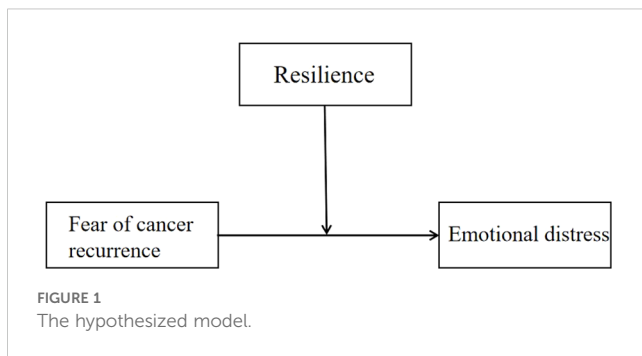 Resilience
Fear of cancer
recurrence
Emotional distress
FIGURE 1
The hypothesized model.